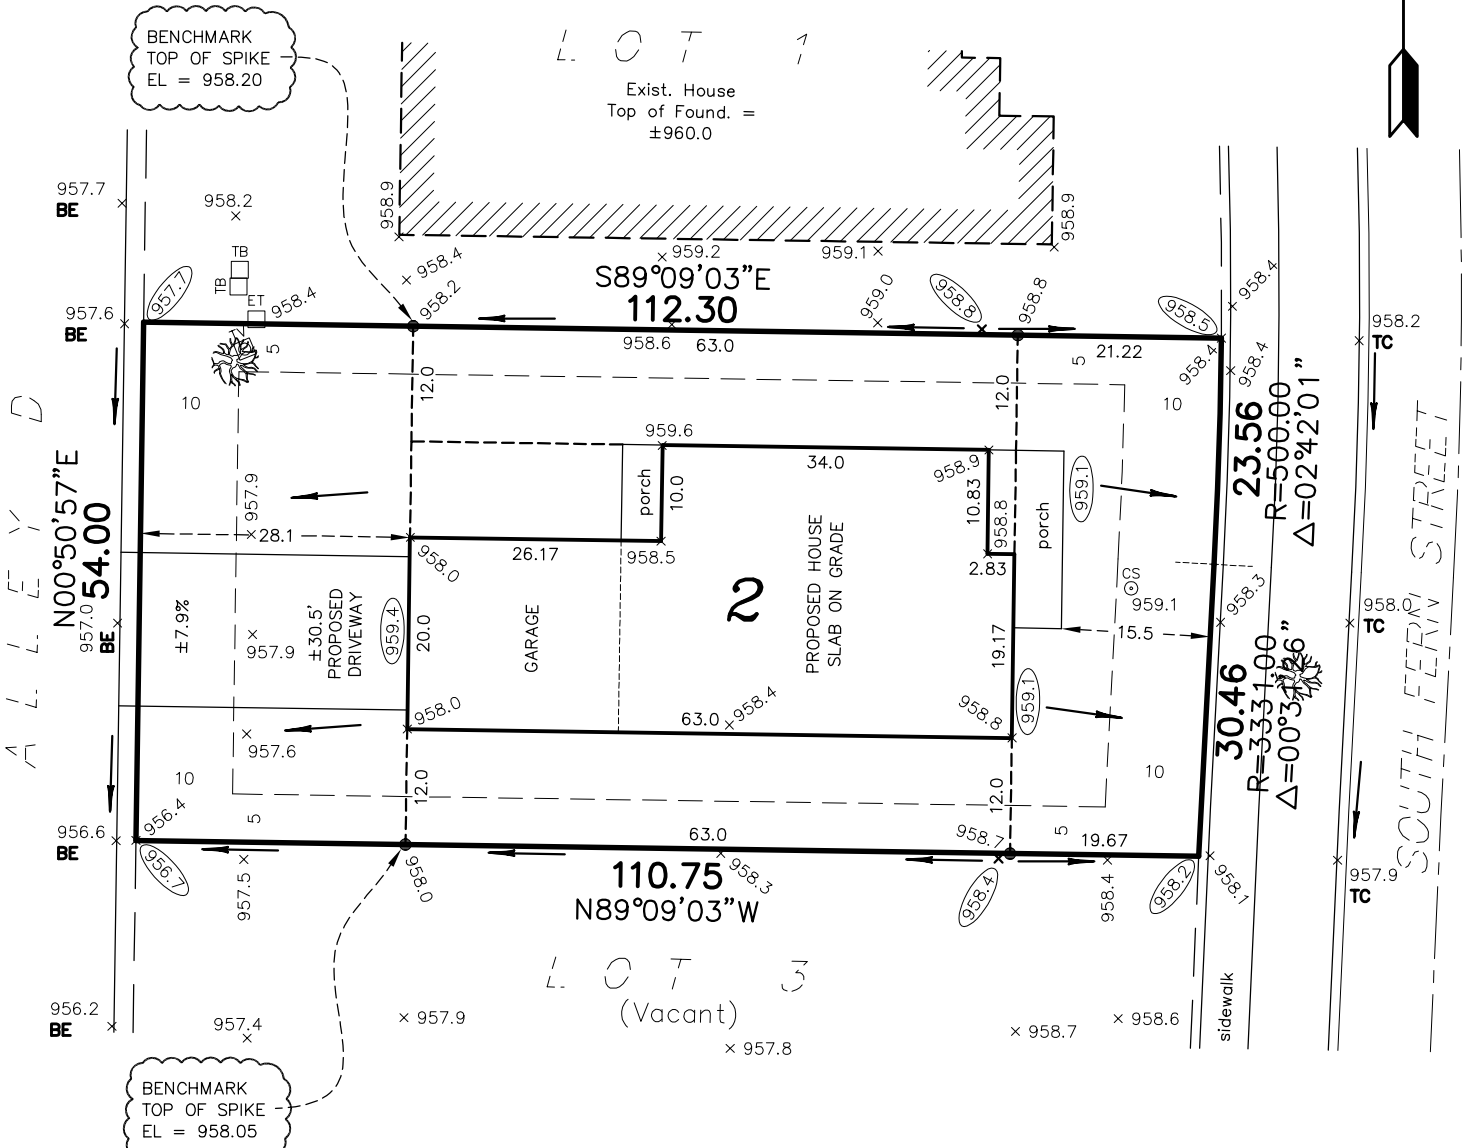 BENCHMARK
TOP OF SPIKE
EL = 958.20
LOT 1
Exist. House
Top of Found. =
±960.0
957.7
BE
958.2
958.9
958.9
TB
TB
ET
TV
958.4
958.4
959.2
959.1
S89°09'03"E
112.30
957.7
957.6
BE
958.2
958.6
63.0
959.0
958.8
958.8
958.5
958.4
958.2
TC
21.22
958.4
958.4
5
5
10
10
12.0
12.0
ALLEY D
N00°50'57"E
54.00
957.9
28.1
959.6
34.0
958.9
porch
10.0
10.83
958.8
porch
959.1
23.56
R=500.00
Δ=02°42'01"
958.0
26.17
958.5
2.83
957.0
BE
±7.9%
957.9
±30.5'
PROPOSED
DRIVEWAY
959.4
20.0
GARAGE
2
PROPOSED HOUSE
SLAB ON GRADE
19.17
CS
959.1
15.5
958.3
958.0
TC
SOUTH FERN STREET
957.6
958.0
63.0
958.4
958.8
959.1
30.46
R=3331.00
10
12.0
12.0
10
956.6
BE
956.4
5
63.0
958.7
5
19.67
956.7
957.5
958.0
110.75
N89°09'03"W
958.3
958.4
958.4
958.2
958.1
957.9
TC
LOT 3
(Vacant)
956.2
BE
957.4
957.9
957.8
958.7
958.6
sidewalk
BENCHMARK
TOP OF SPIKE
EL = 958.05